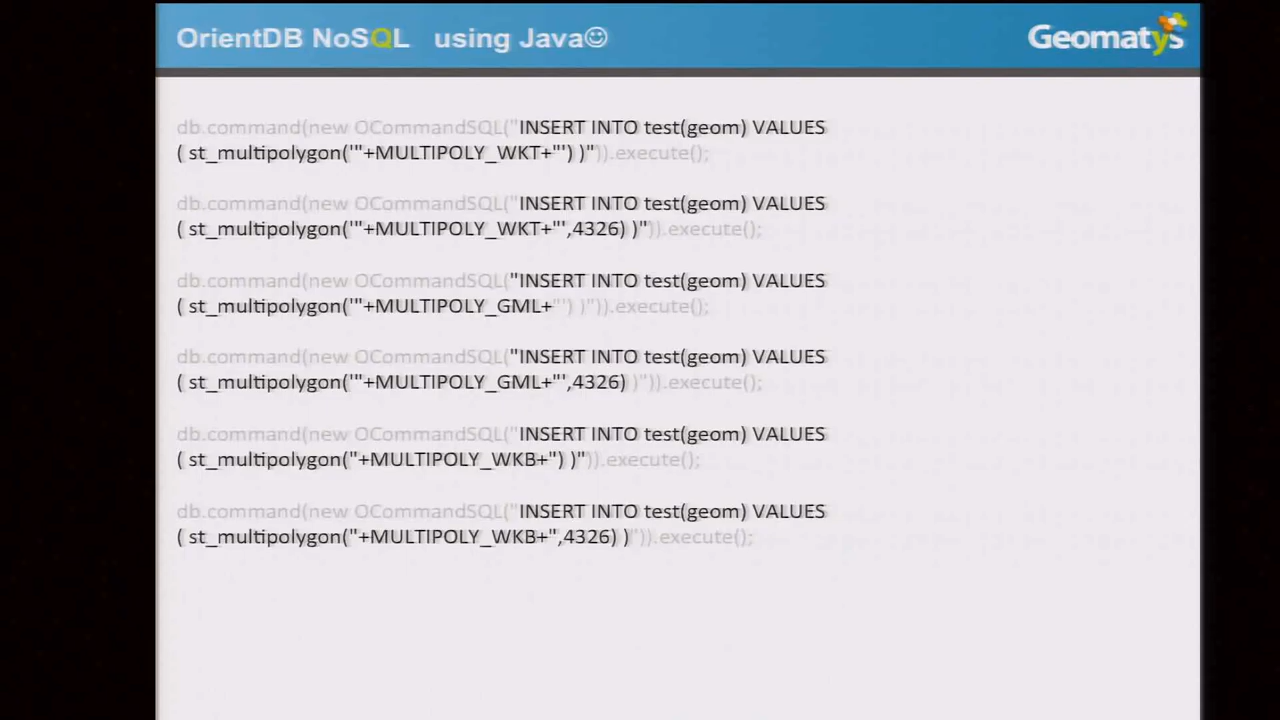 OrientDB NoSQL using Java☺
Geomatys
db.command(new OCommandSQL("INSERT INTO test(geom) VALUES
( st_multipolygon('"+MULTIPOLY_WKT+"') )")).execute();
db.command(new OCommandSQL("INSERT INTO test(geom) VALUES
( st_multipolygon('"+MULTIPOLY_WKT+"',4326) )")).execute();
db.command(new OCommandSQL("INSERT INTO test(geom) VALUES
( st_multipolygon('"+MULTIPOLY_GML+"') )")).execute();
db.command(new OCommandSQL("INSERT INTO test(geom) VALUES
( st_multipolygon('"+MULTIPOLY_GML+"',4326) )")).execute();
db.command(new OCommandSQL("INSERT INTO test(geom) VALUES
( st_multipolygon("+MULTIPOLY_WKB+") )")).execute();
db.command(new OCommandSQL("INSERT INTO test(geom) VALUES
( st_multipolygon("+MULTIPOLY_WKB+",4326) )")).execute();